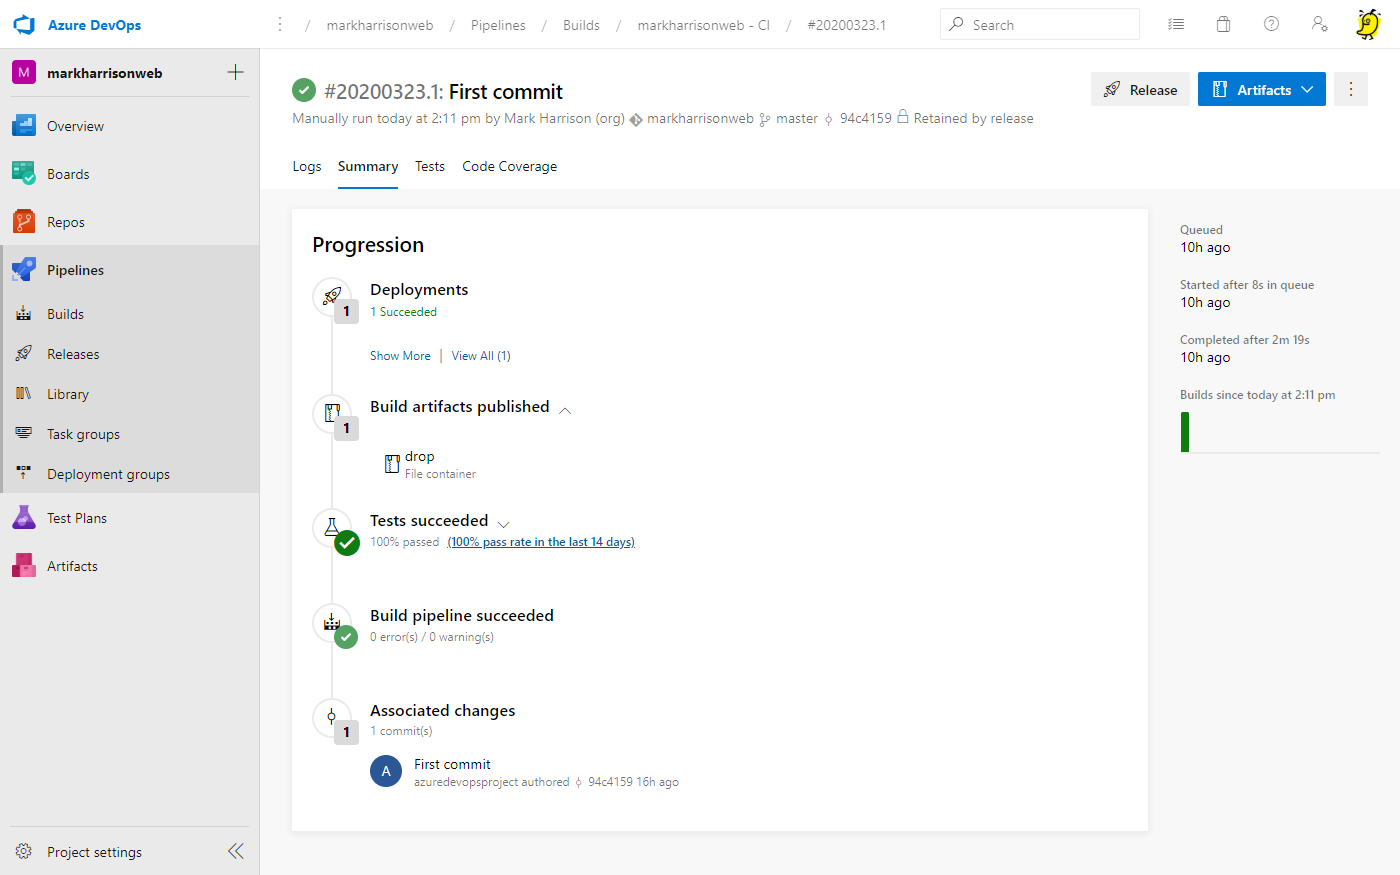 Azure DevOps
/ markharrisonweb / Pipelines / Builds / markharrisonweb - CI / #20200323.1
Search
M markharrisonweb
Overview
Boards
Repos
Pipelines
Builds
Releases
Library
Task groups
Deployment groups
Test Plans
Artifacts
Project settings
#20200323.1: First commit
Manually run today at 2:11 pm by Mark Harrison (org) markharrisonweb master 94c4159 Retained by release
Release
Artifacts
Logs Summary Tests Code Coverage
Progression
Deployments
1
1 Succeeded
Show More | View All (1)
Build artifacts published
1
drop
File container
Tests succeeded
100% passed (100% pass rate in the last 14 days)
Build pipeline succeeded
0 error(s) / 0 warning(s)
Associated changes
1
1 commit(s)
A
First commit
azuredevopsproject authored 94c4159 16h ago
Queued
10h ago
Started after 8s in queue
10h ago
Completed after 2m 19s
10h ago
Builds since today at 2:11 pm